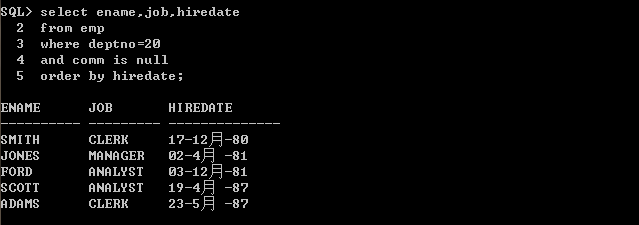 SQL> select ename,job,hiredate
  2  from emp
  3  where deptno=20
  4  and comm is null
  5  order by hiredate;
ENAME      JOB       HIREDATE
---------- --------- --------------
SMITH      CLERK     17-12月-80
JONES      MANAGER   02-4月 -81
FORD       ANALYST   03-12月-81
SCOTT      ANALYST   19-4月 -87
ADAMS      CLERK     23-5月 -87